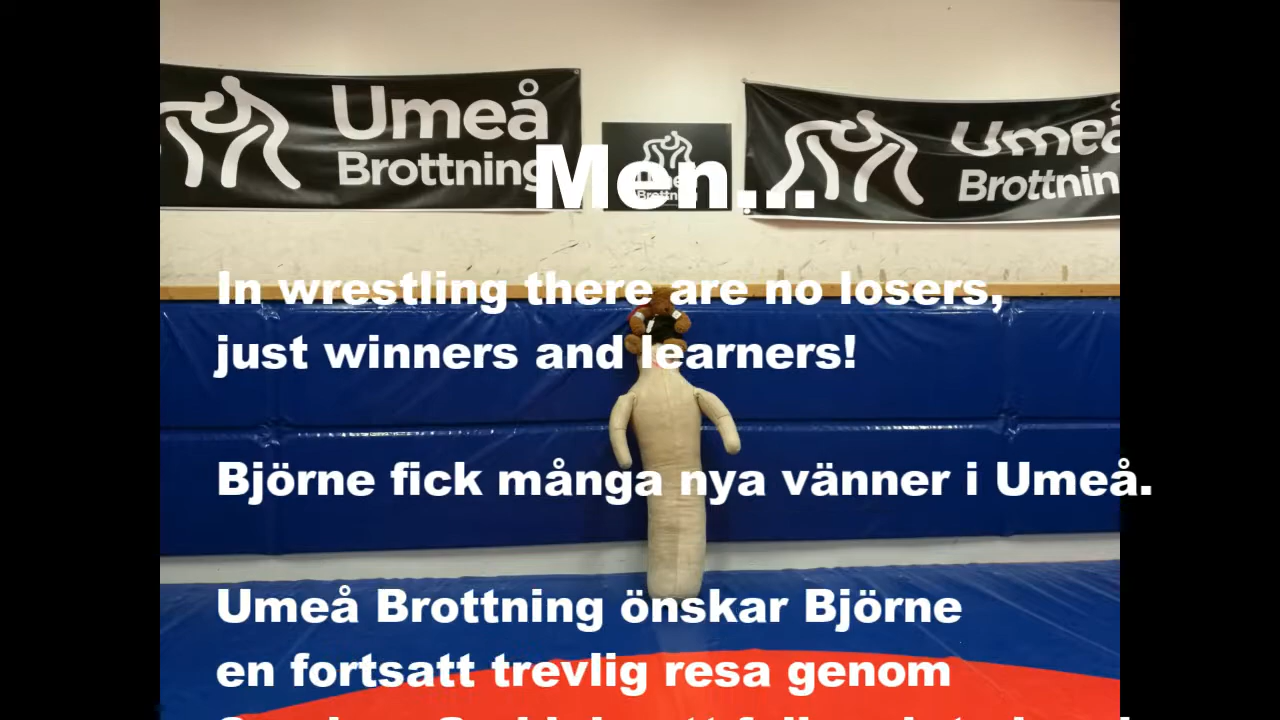 Umeå
Brottning
Umeå
Brottnin
Men...
In wrestling there are no losers,
just winners and learners!
Björne fick många nya vänner i Umeå.
Umeå Brottning önskar Björne
en fortsatt trevlig resa genom